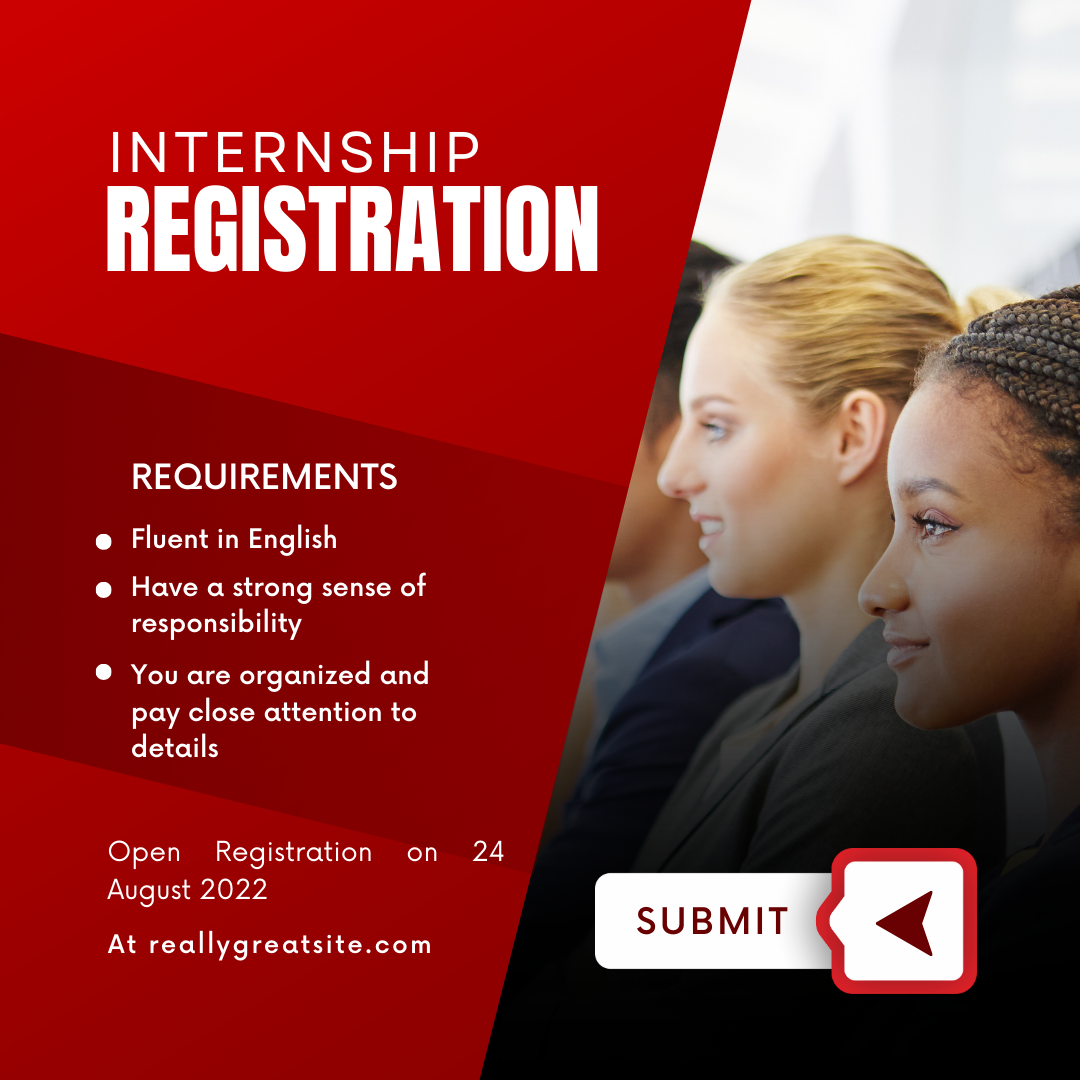 INTERNSHIP
REGISTRATION
REQUIREMENTS
Fluent in English
Have a strong sense of
responsibility
You are organized and
pay close attention to
details
Open Registration on 24
August 2022
At reallygreatsite.com
SUBMIT